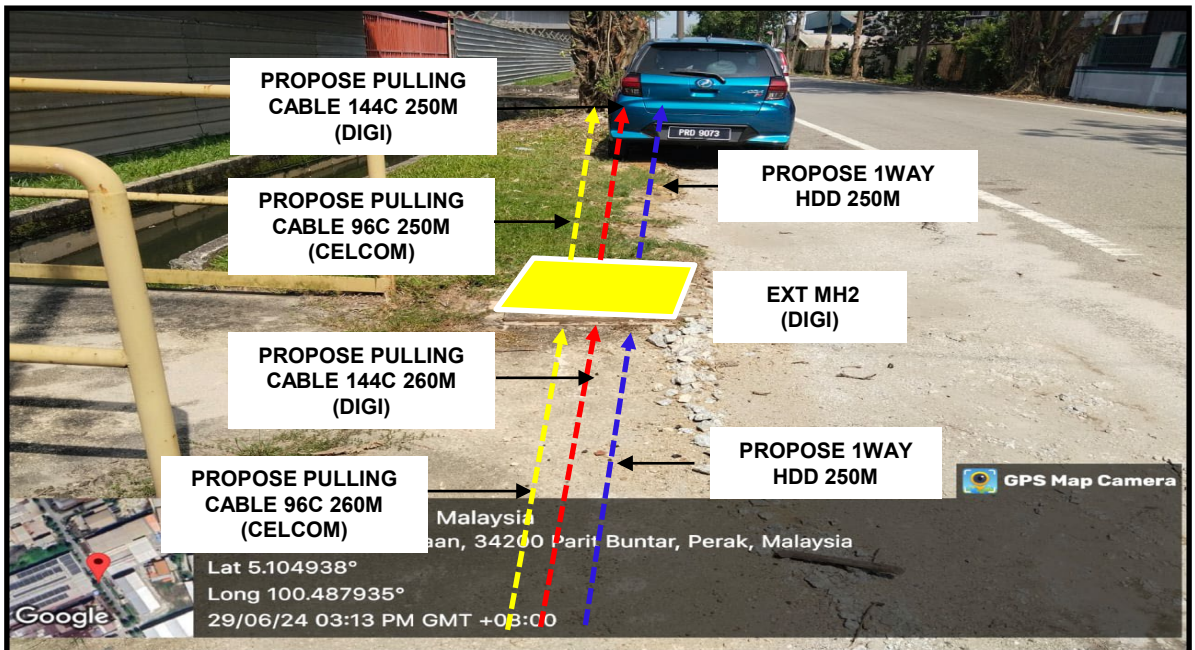 PROPOSE PULLING
CABLE 144C 250M
(DIGI)
PRD 9073
PROPOSE 1WAY
HDD 250M
PROPOSE PULLING
CABLE 96C 250M
(CELCOM)
EXT MH2
(DIGI)
PROPOSE PULLING
CABLE 144C 260M
(DIGI)
PROPOSE 1WAY
HDD 250M
PROPOSE PULLING
CABLE 96C 260M
(CELCOM)
GPS Map Camera
Malaysia
aan, 34200 Parit Buntar, Perak, Malaysia
Lat 5.104938°
Long 100.487935°
29/06/24 03:13 PM GMT +08:00
Google